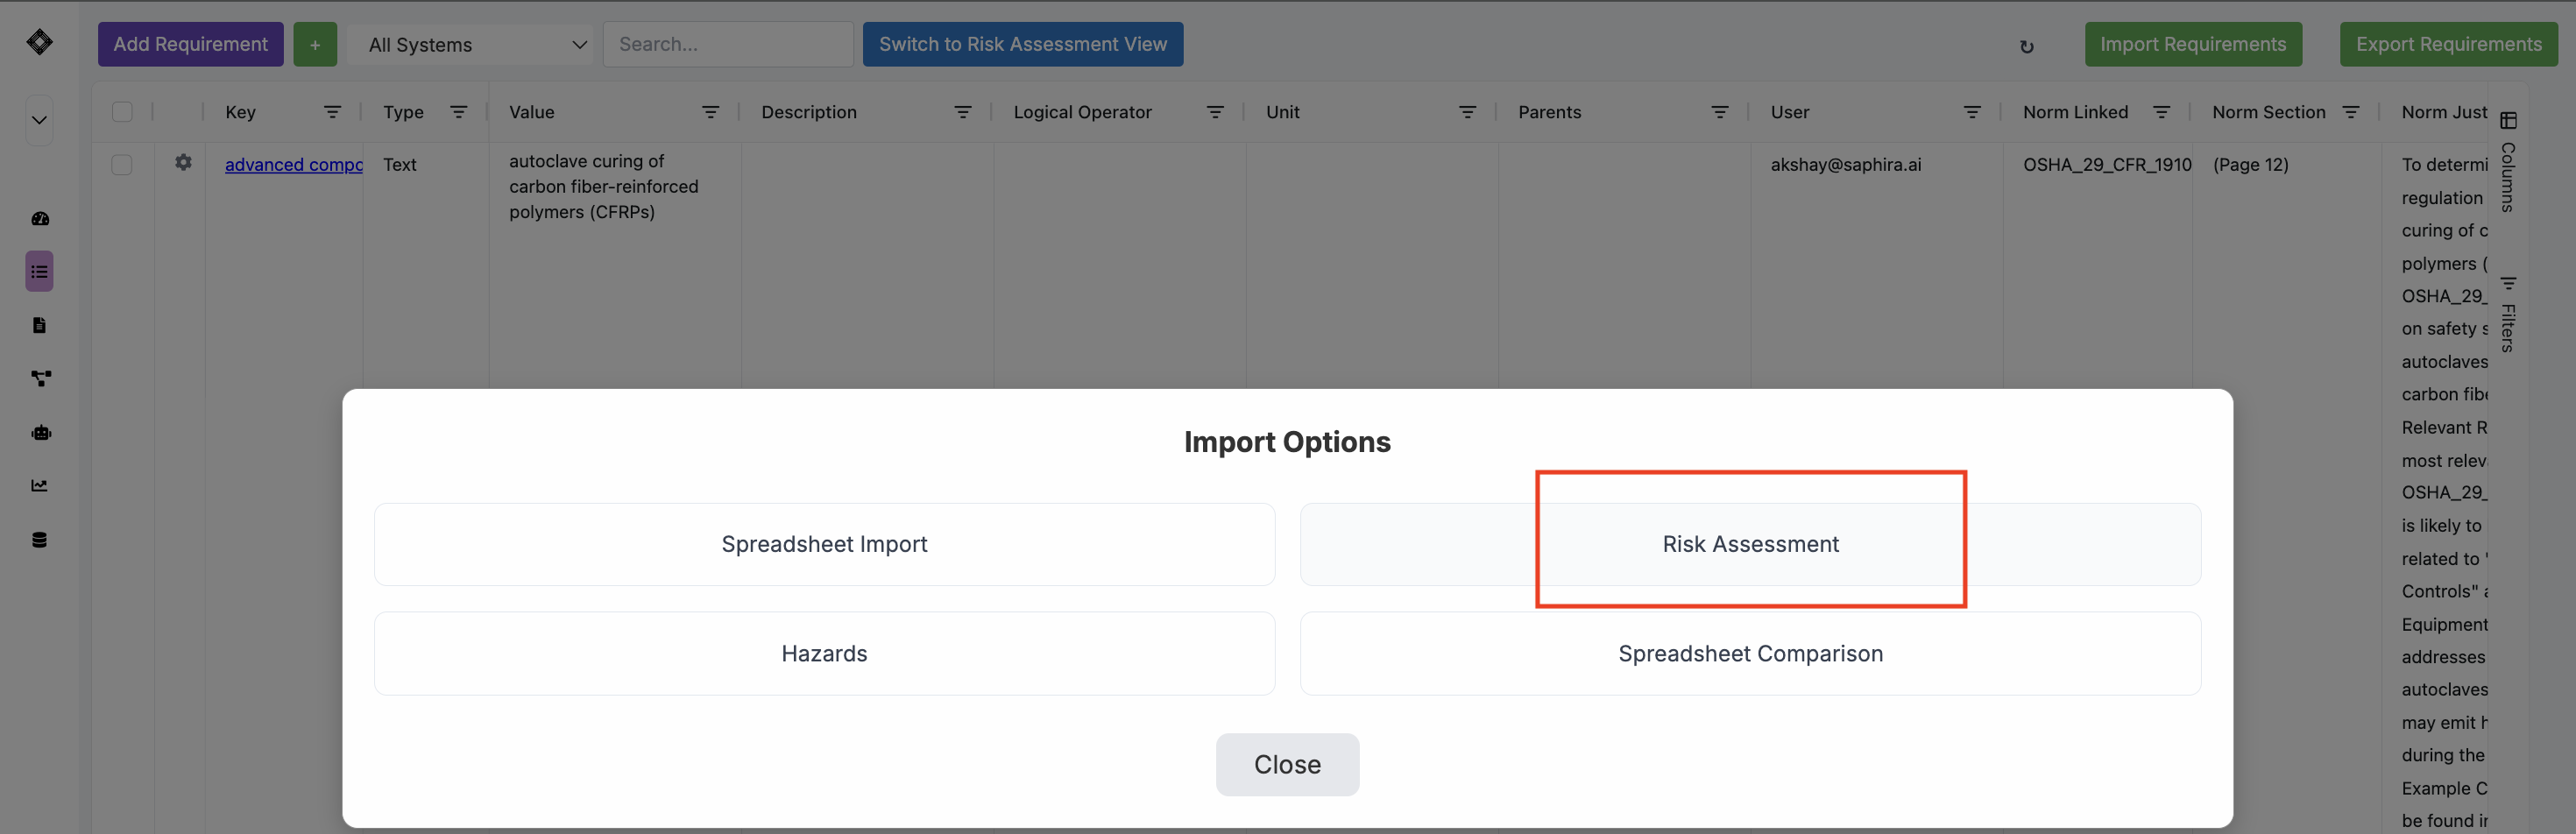 Add Requirement
+
All Systems
Search...
Switch to Risk Assessment View
↻
Import Requirements
Export Requirements
Key
Type
Value
Description
Logical Operator
Unit
Parents
User
Norm Linked
Norm Section
Norm Just
advanced compo
Text
autoclave curing of
carbon fiber-reinforced
polymers (CFRPs)
akshay@saphira.ai
OSHA_29_CFR_1910
(Page 12)
To determi
regulation
curing of c
polymers (
OSHA_29_
on safety s
autoclaves
carbon fibe
Relevant R
most relev
OSHA_29_
is likely to
related to "
Controls" a
Equipment
addresses
autoclaves
may emit h
during the
Example C
be found in
Columns
Filters
Import Options
Spreadsheet Import
Risk Assessment
Hazards
Spreadsheet Comparison
Close